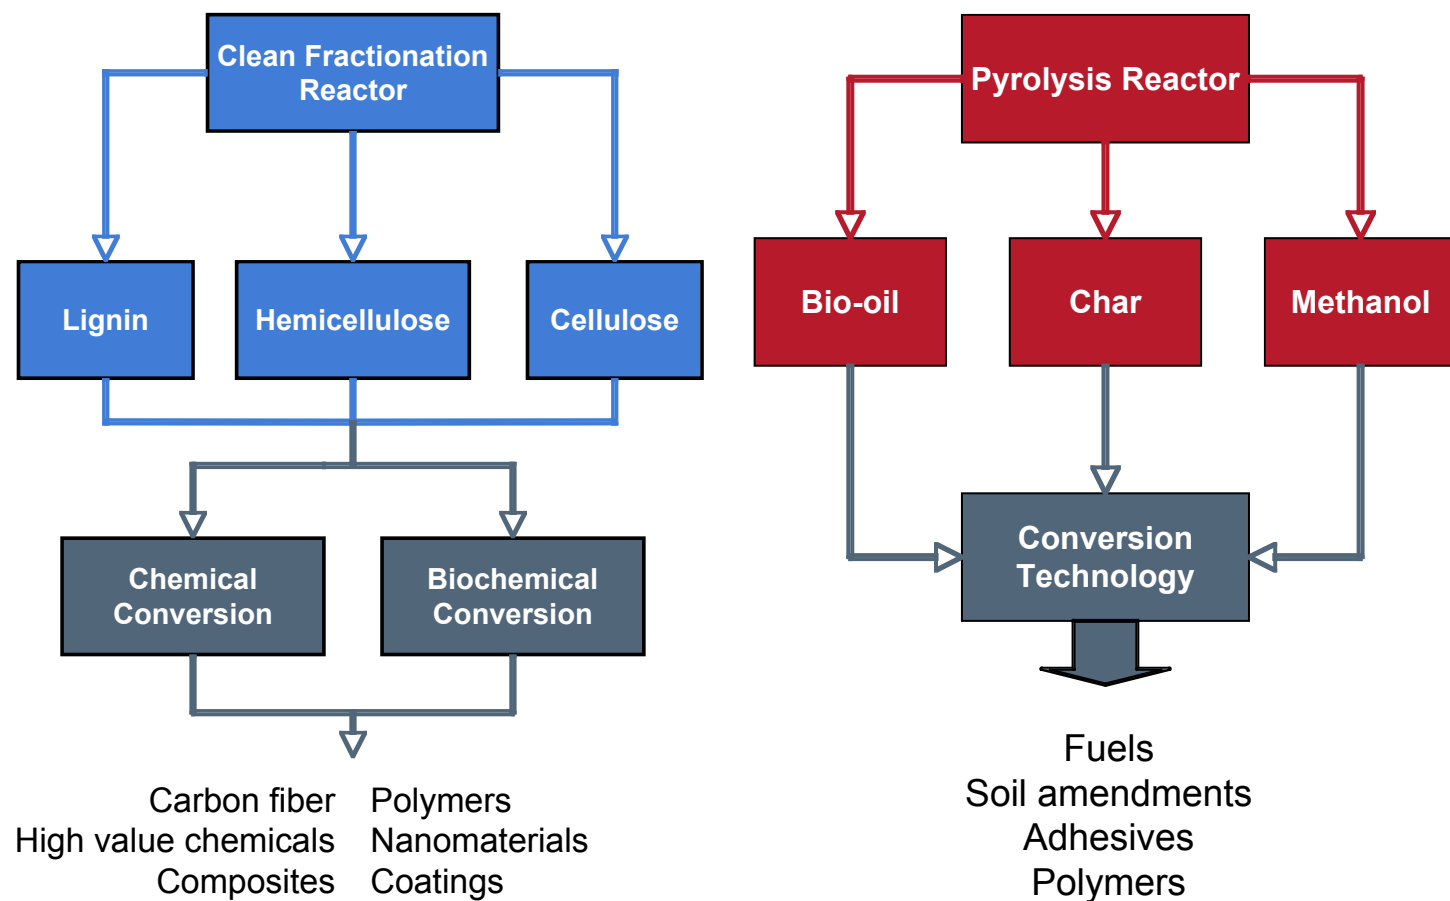 Clean Fractionation
Reactor
Lignin
Hemicellulose
Cellulose
Chemical
Conversion
Biochemical
Conversion
Carbon fiber
High value chemicals
Composites
Polymers
Nanomaterials
Coatings
Pyrolysis Reactor
Bio-oil
Char
Methanol
Conversion
Technology
Fuels
Soil amendments
Adhesives
Polymers